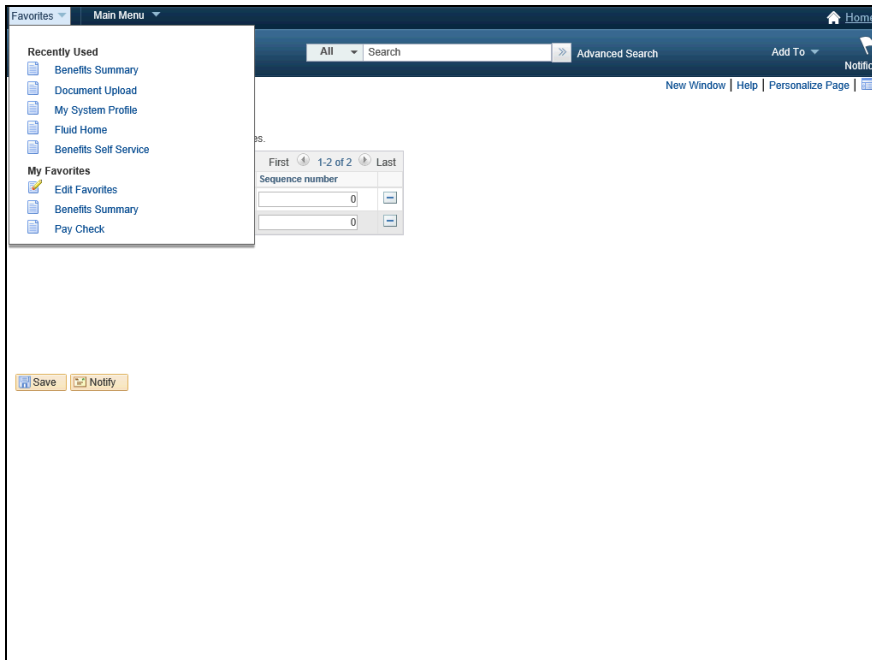 Favorites Main Menu Home
Recently Used
All Search Advanced Search Add To
Benefits Summary
Document Upload
New Window | Help | Personalize Page |
My System Profile
Fluid Home
Benefits Self Service
es.
First 1-2 of 2 Last
My Favorites
Sequence number
Edit Favorites
0
Benefits Summary
0
Pay Check
Save Notify